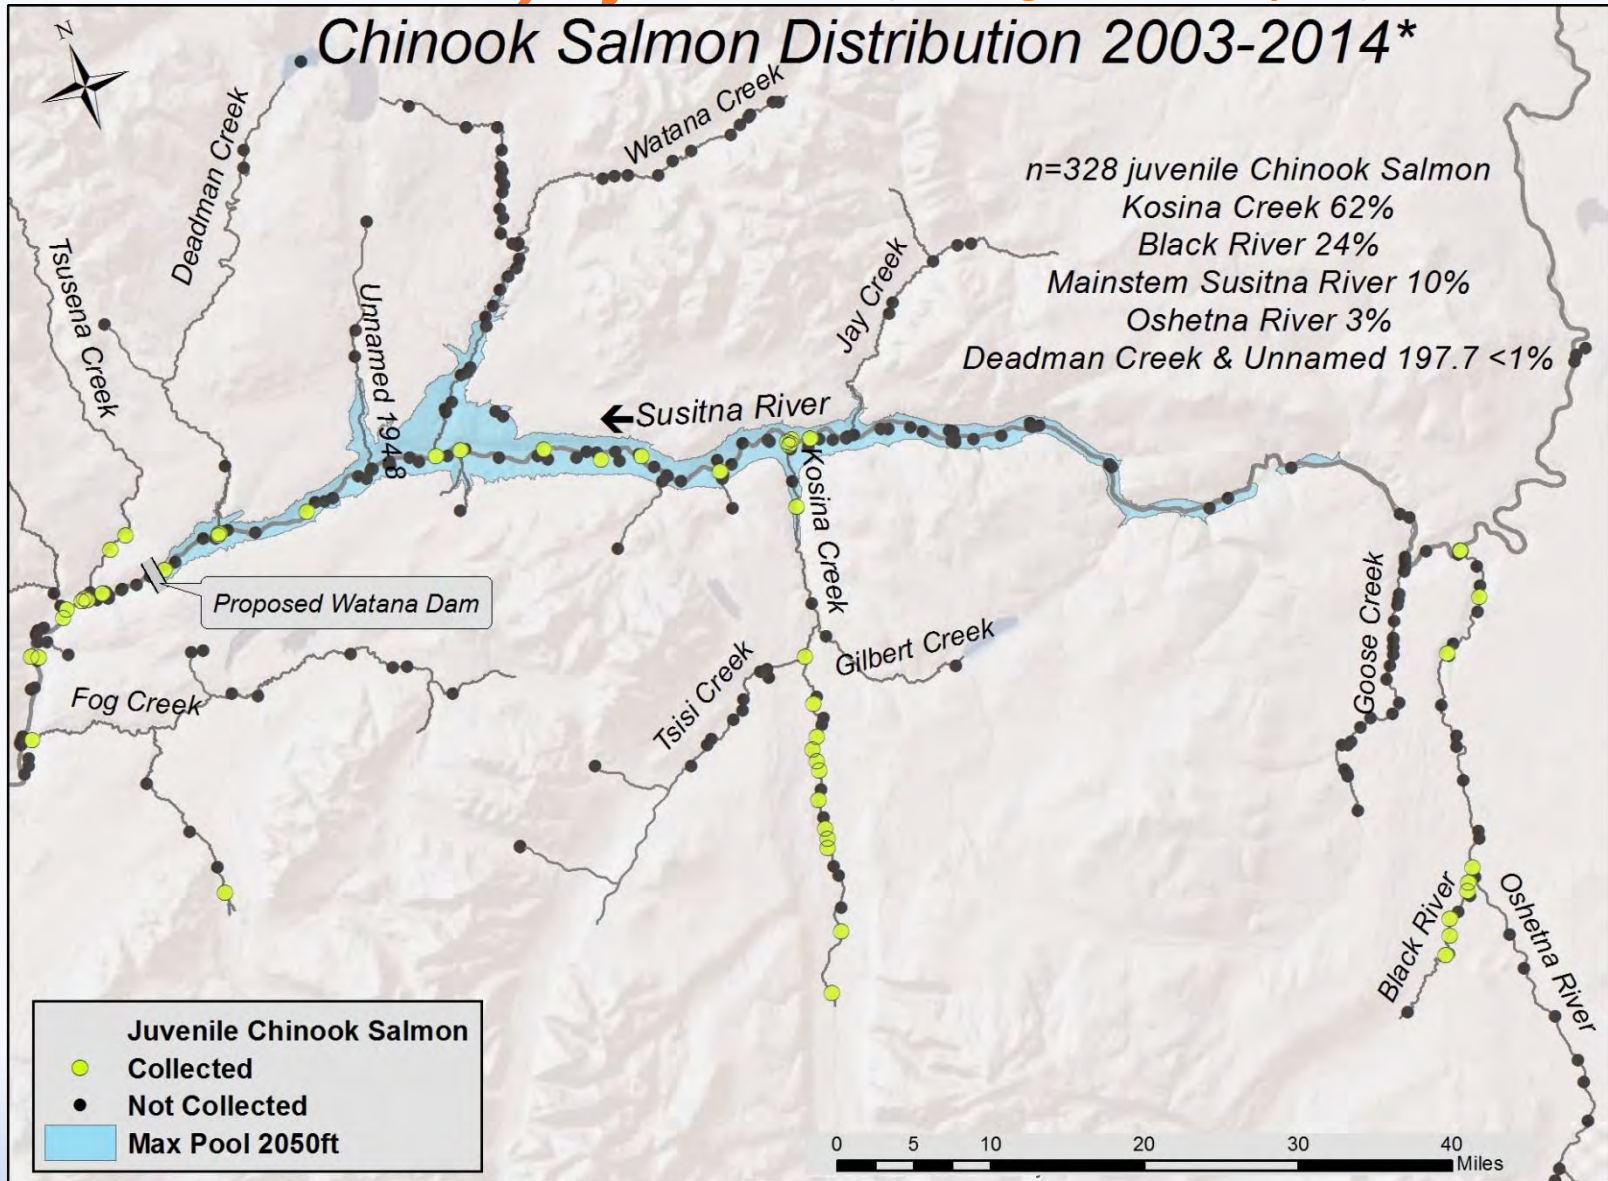 Chinook Salmon Distribution 2003-2014*
N
Deadman Creek
Watana Creek
n=328 juvenile Chinook Salmon
Kosina Creek 62%
Black River 24%
Mainstem Susitna River 10%
Oshetna River 3%
Deadman Creek & Unnamed 197.7 <1%
Tsusena Creek
Unnamed 194.8
Jay Creek
Susitna River
Kosina Creek
Proposed Watana Dam
Fog Creek
Tsisi Creek
Gilbert Creek
Goose Creek
Black River
Oshetna River
Juvenile Chinook Salmon
Collected
Not Collected
Max Pool 2050ft
0 5 10 20 30 40
Miles